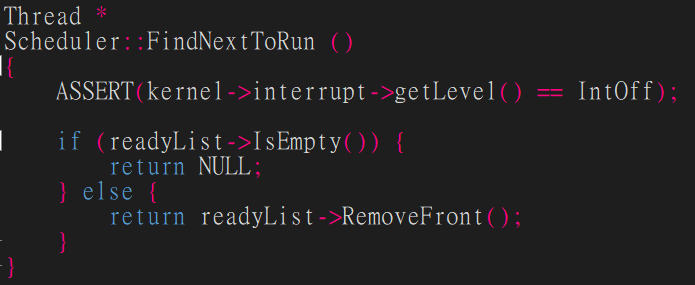 Thread *
Scheduler::FindNextToRun ()
{
    ASSERT(kernel->interrupt->getLevel() == IntOff);

    if (readyList->IsEmpty()) {
        return NULL;
    } else {
        return readyList->RemoveFront();
    }
}